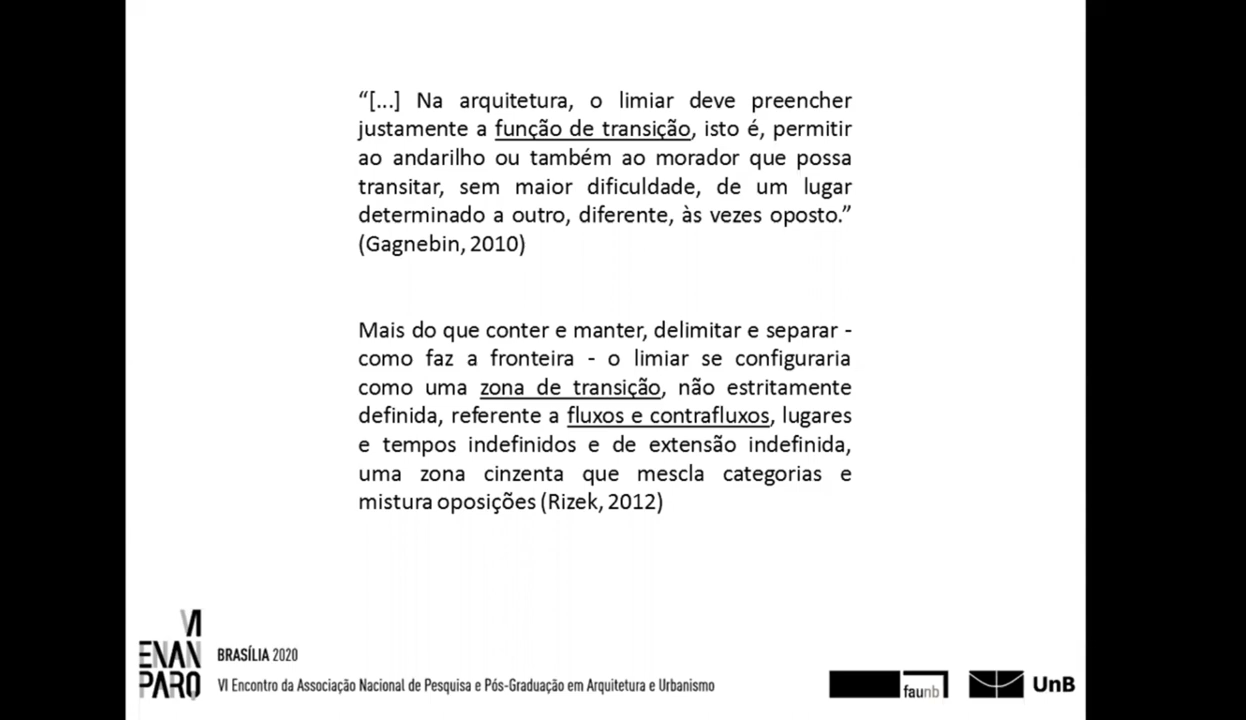 “[...] Na arquitetura, o limiar deve preencher
justamente a função de transição, isto é, permitir
ao andarilho ou também ao morador que possa
transitar, sem maior dificuldade, de um lugar
determinado a outro, diferente, às vezes oposto.”
(Gagnebin, 2010)
Mais do que conter e manter, delimitar e separar -
como faz a fronteira - o limiar se configuraria
como uma zona de transição, não estritamente
definida, referente a fluxos e contrafluxos, lugares
e tempos indefinidos e de extensão indefinida,
uma zona cinzenta que mescla categorias e
mistura oposições (Rizek, 2012)
VI
ENAN
PARQ
BRASÍLIA 2020
VI Encontro da Associação Nacional de Pesquisa e Pós-Graduação em Arquitetura e Urbanismo
faunb
UnB